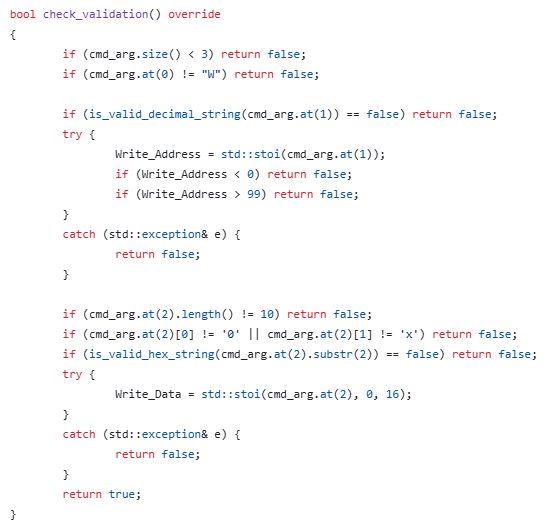 bool check_validation() override
{
	if (cmd_arg.size() < 3) return false;
	if (cmd_arg.at(0) != "W") return false;

	if (is_valid_decimal_string(cmd_arg.at(1)) == false) return false;
	try {
		Write_Address = std::stoi(cmd_arg.at(1));
		if (Write_Address < 0) return false;
		if (Write_Address > 99) return false;
	}
	catch (std::exception& e) {
		return false;
	}

	if (cmd_arg.at(2).length() != 10) return false;
	if (cmd_arg.at(2)[0] != '0' || cmd_arg.at(2)[1] != 'x') return false;
	if (is_valid_hex_string(cmd_arg.at(2).substr(2)) == false) return false;
	try {
		Write_Data = std::stoi(cmd_arg.at(2), 0, 16);
	}
	catch (std::exception& e) {
		return false;
	}
	return true;
}